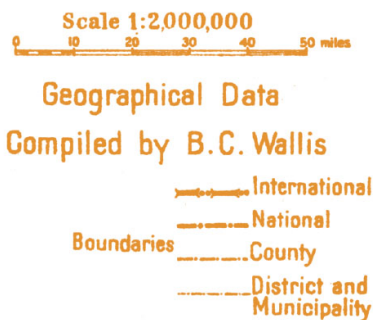 Scale 1:2,000,000
0 10 20 30 40 50 miles
Geographical Data
Compiled by B.C. Wallis
Boundaries
International
National
County
District and
Municipality